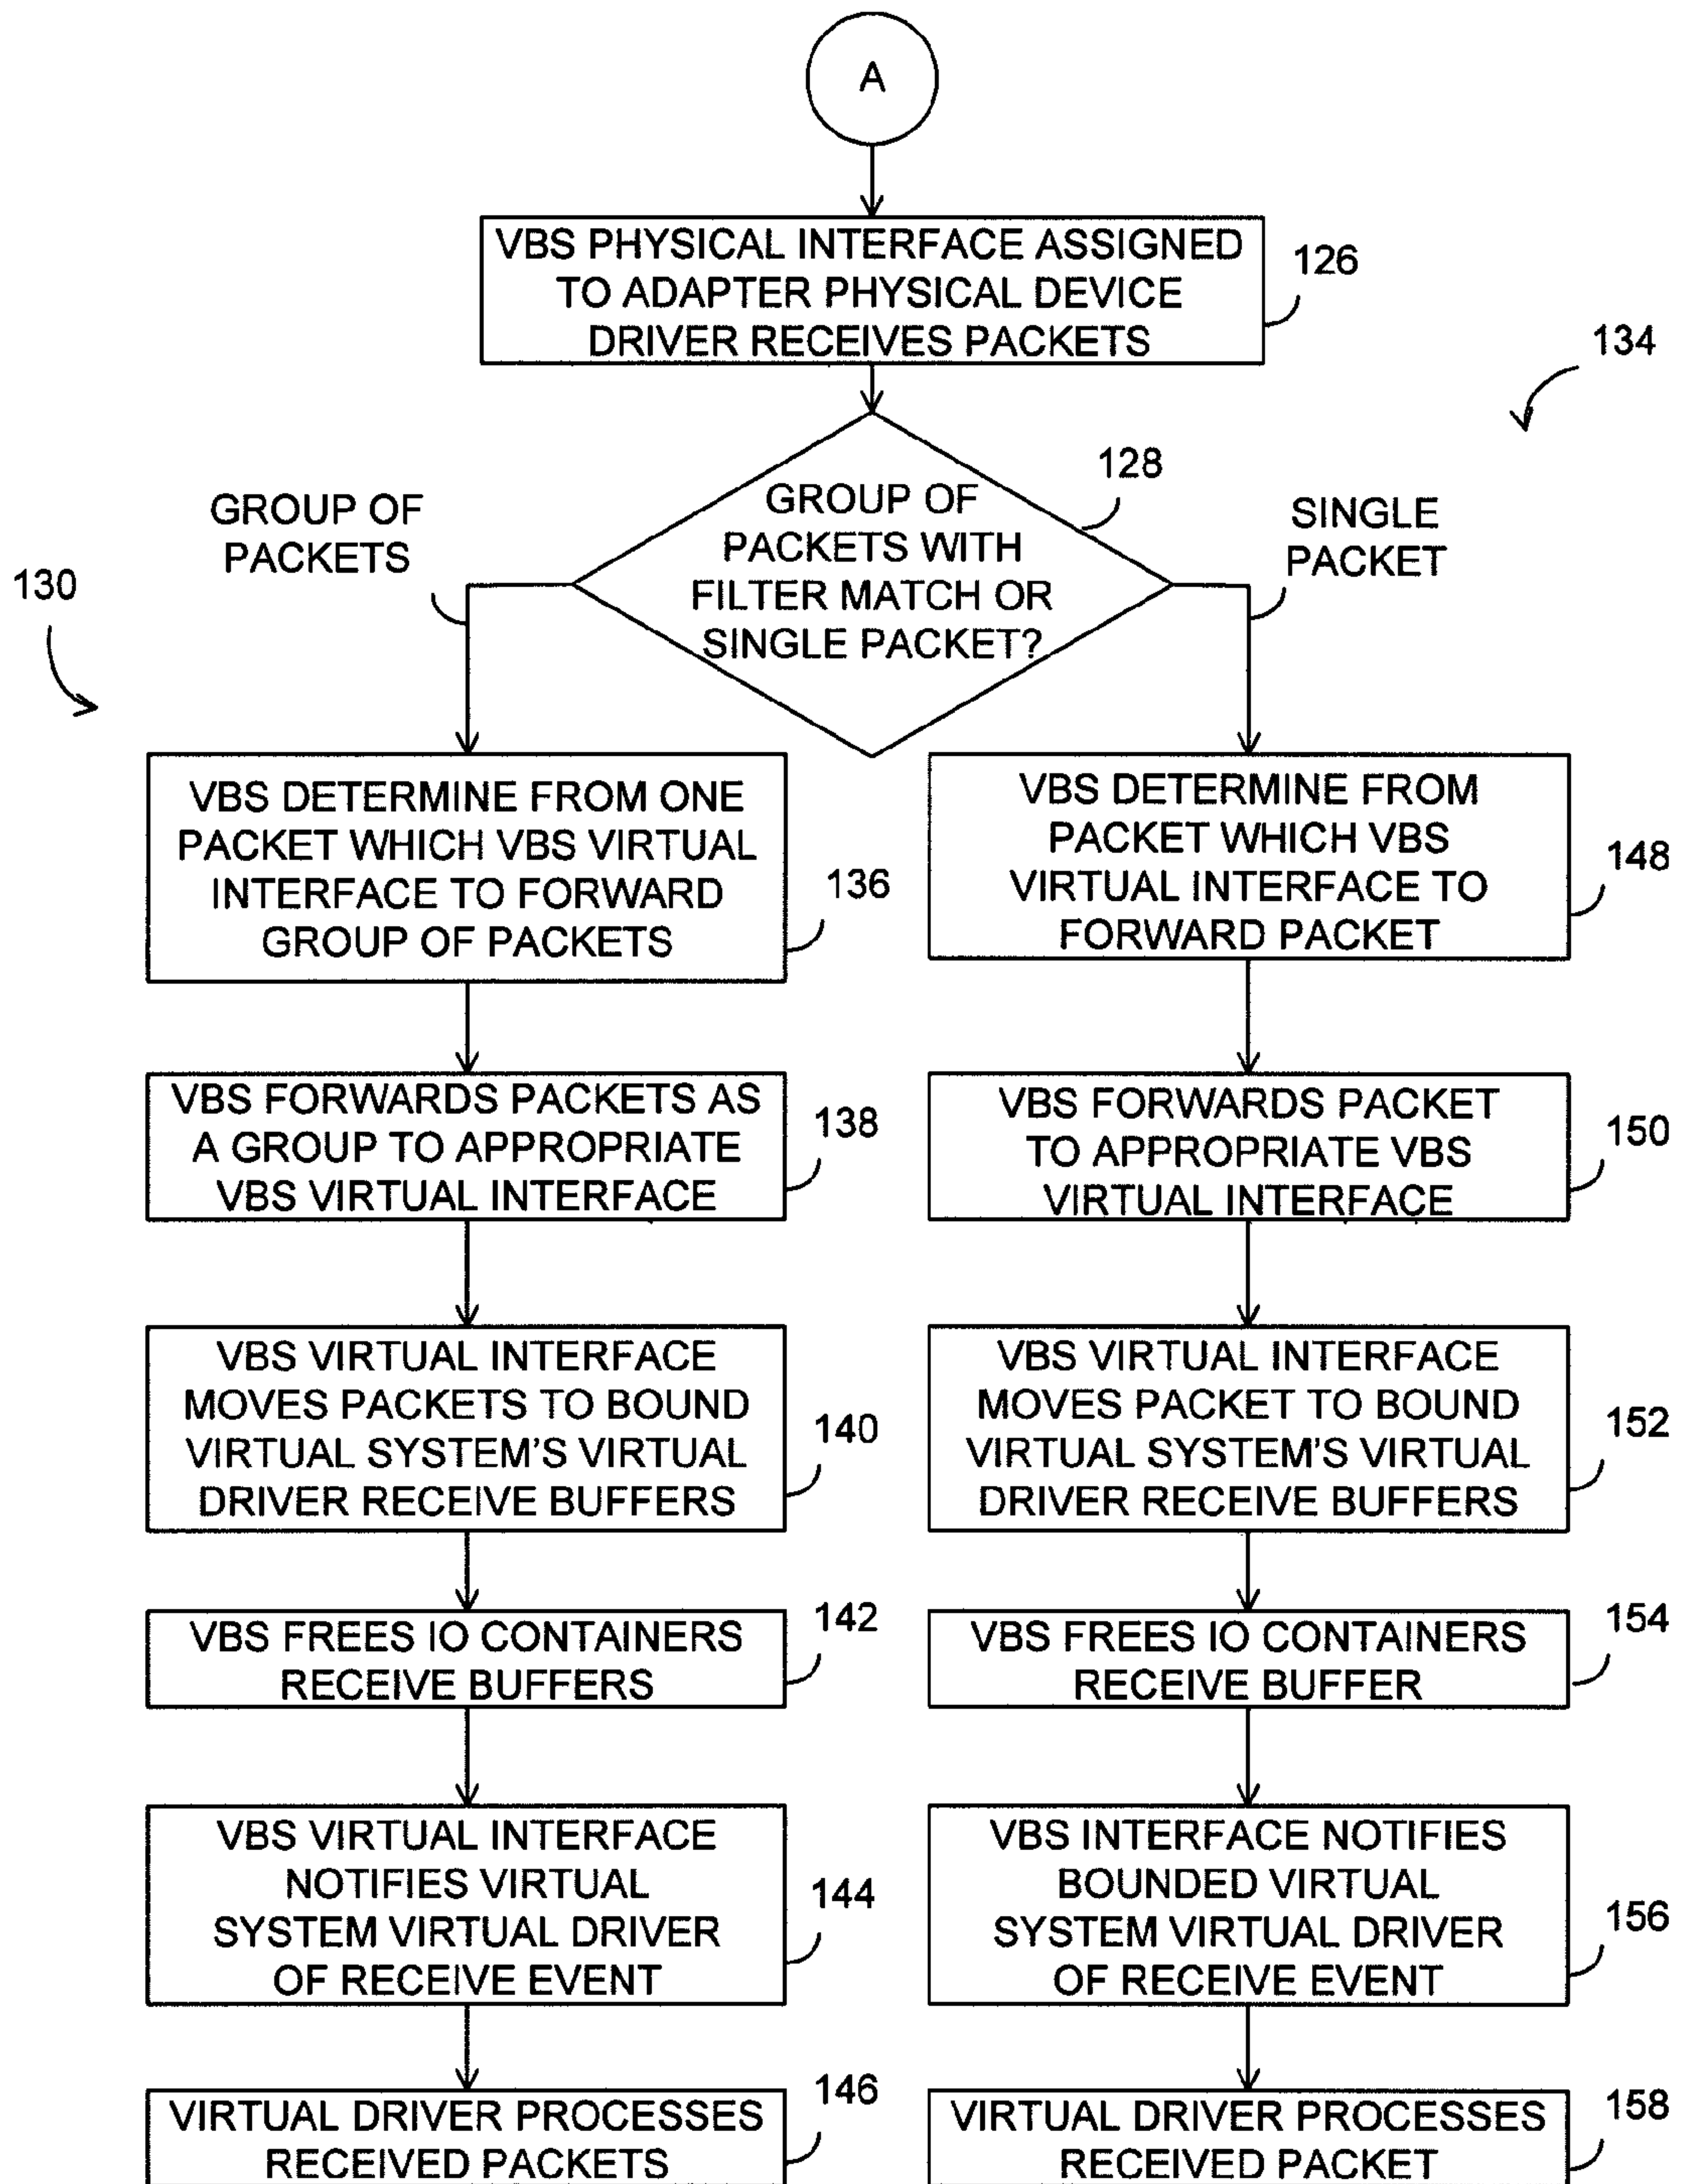 A
VBS PHYSICAL INTERFACE ASSIGNED
TO ADAPTER PHYSICAL DEVICE
DRIVER RECEIVES PACKETS
126
134
128
GROUP OF
PACKETS WITH
FILTER MATCH OR
SINGLE PACKET?
GROUP OF
PACKETS
SINGLE
PACKET
130
VBS DETERMINE FROM ONE
PACKET WHICH VBS VIRTUAL
INTERFACE TO FORWARD
GROUP OF PACKETS
136
VBS DETERMINE FROM
PACKET WHICH VBS
VIRTUAL INTERFACE TO
FORWARD PACKET
148
VBS FORWARDS PACKETS AS
A GROUP TO APPROPRIATE
VBS VIRTUAL INTERFACE
138
VBS FORWARDS PACKET
TO APPROPRIATE VBS
VIRTUAL INTERFACE
150
VBS VIRTUAL INTERFACE
MOVES PACKETS TO BOUND
VIRTUAL SYSTEM'S VIRTUAL
DRIVER RECEIVE BUFFERS
140
VBS VIRTUAL INTERFACE
MOVES PACKET TO BOUND
VIRTUAL SYSTEM'S VIRTUAL
DRIVER RECEIVE BUFFERS
152
VBS FREES IO CONTAINERS
RECEIVE BUFFERS
142
VBS FREES IO CONTAINERS
RECEIVE BUFFER
154
VBS VIRTUAL INTERFACE
NOTIFIES VIRTUAL
SYSTEM VIRTUAL DRIVER
OF RECEIVE EVENT
144
VBS INTERFACE NOTIFIES
BOUNDED VIRTUAL
SYSTEM VIRTUAL DRIVER
OF RECEIVE EVENT
156
VIRTUAL DRIVER PROCESSES
RECEIVED PACKETS
146
VIRTUAL DRIVER PROCESSES
RECEIVED PACKET
158